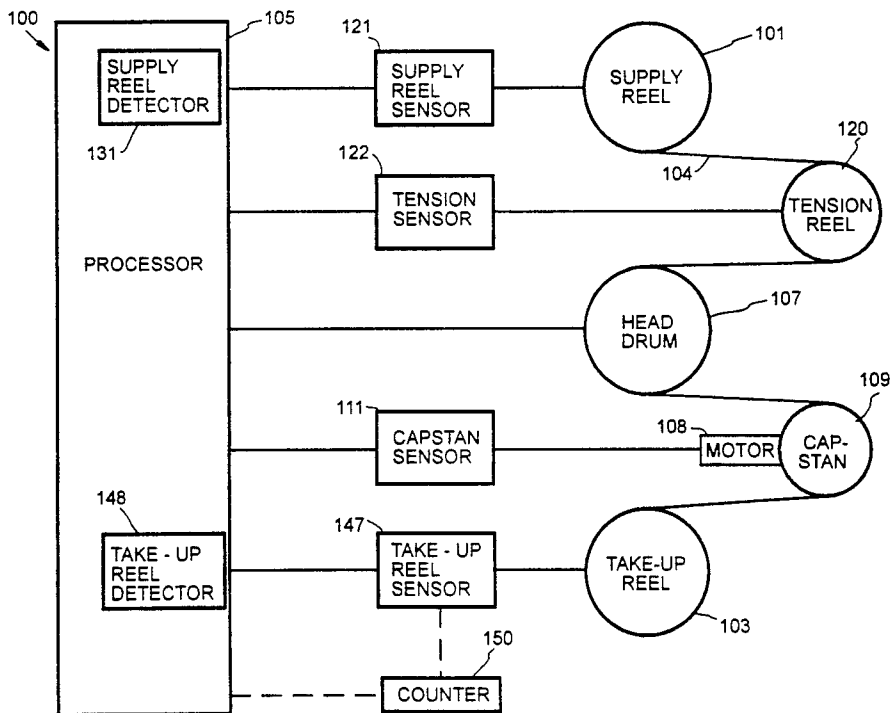 100
105
SUPPLY
REEL
DETECTOR
131
121
SUPPLY
REEL
SENSOR
101
SUPPLY
REEL
104
122
TENSION
SENSOR
120
TENSION
REEL
PROCESSOR
107
HEAD
DRUM
111
CAPSTAN
SENSOR
108
MOTOR
109
CAP-
STAN
148
TAKE - UP
REEL
DETECTOR
147
TAKE - UP
REEL
SENSOR
TAKE-UP
REEL
103
150
COUNTER